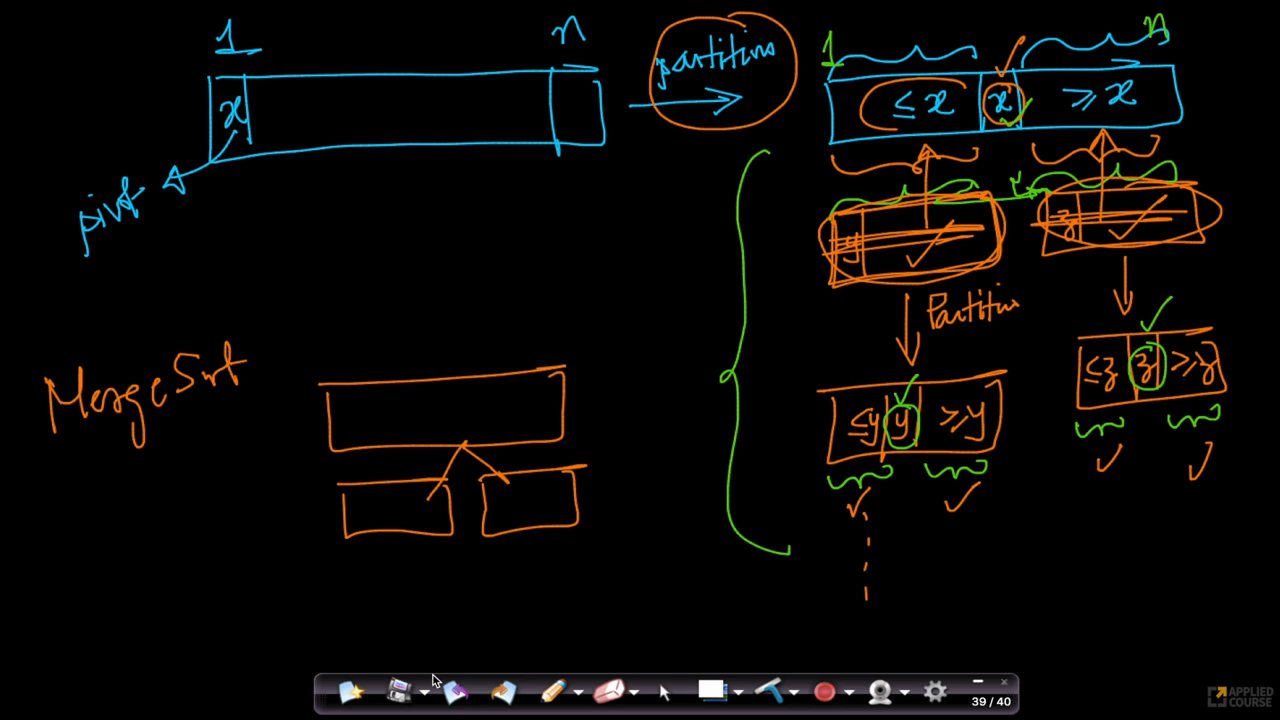 1
n
x
pivot
partition
1
n
≤ x
x
≥ x
y
z
Partition
≤y
y
≥y
≤z
z
≥z
MergeSort
39 / 40
APPLIED
COURSE